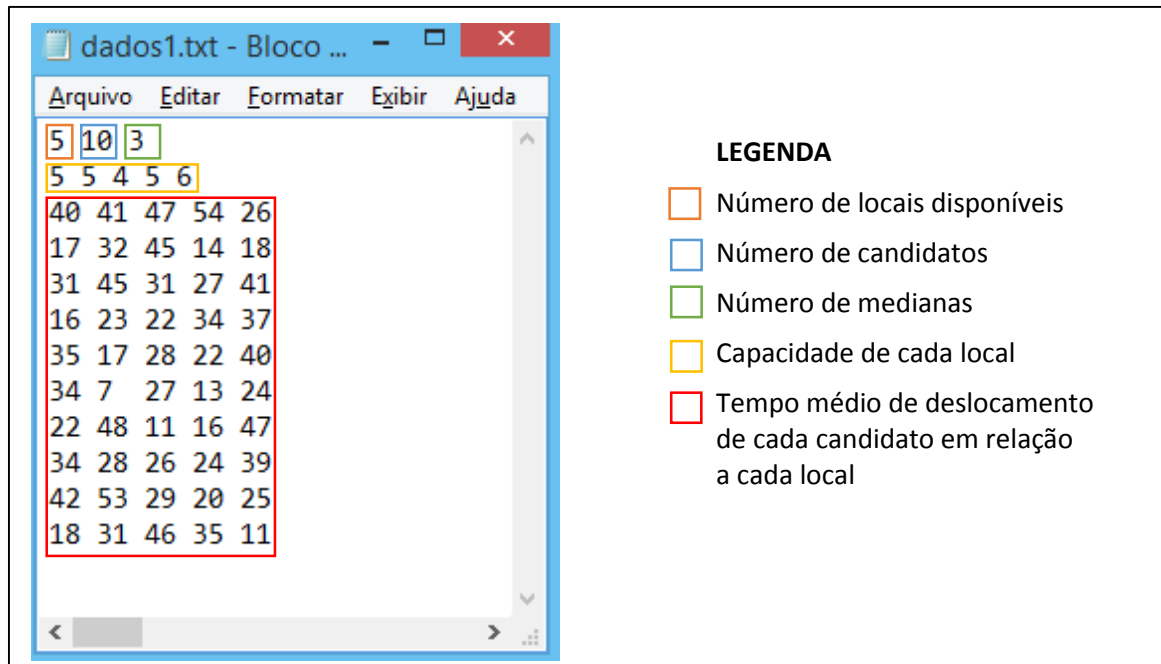 dados1.txt - Bloco ...
Arquivo Editar Formatar Exibir Ajuda
5 10 3
5 5 4 5 6
40 41 47 54 26
17 32 45 14 18
31 45 31 27 41
16 23 22 34 37
35 17 28 22 40
34 7 27 13 24
22 48 11 16 47
34 28 26 24 39
42 53 29 20 25
18 31 46 35 11
LEGENDA
Número de locais disponíveis
Número de candidatos
Número de medianas
Capacidade de cada local
Tempo médio de deslocamento
de cada candidato em relação
a cada local